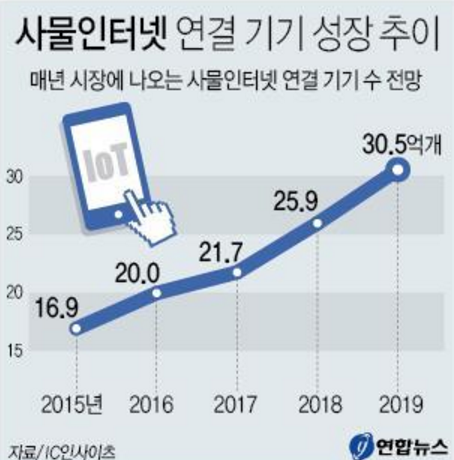 사물인터넷 연결 기기 성장 추이
매년 시장에 나오는 사물인터넷 연결 기기 수 전망
IoT
30.5억개
30
25.9
25
21.7
20.0
20
16.9
15
2015년 2016 2017 2018 2019
자료/IC인사이츠
연합뉴스